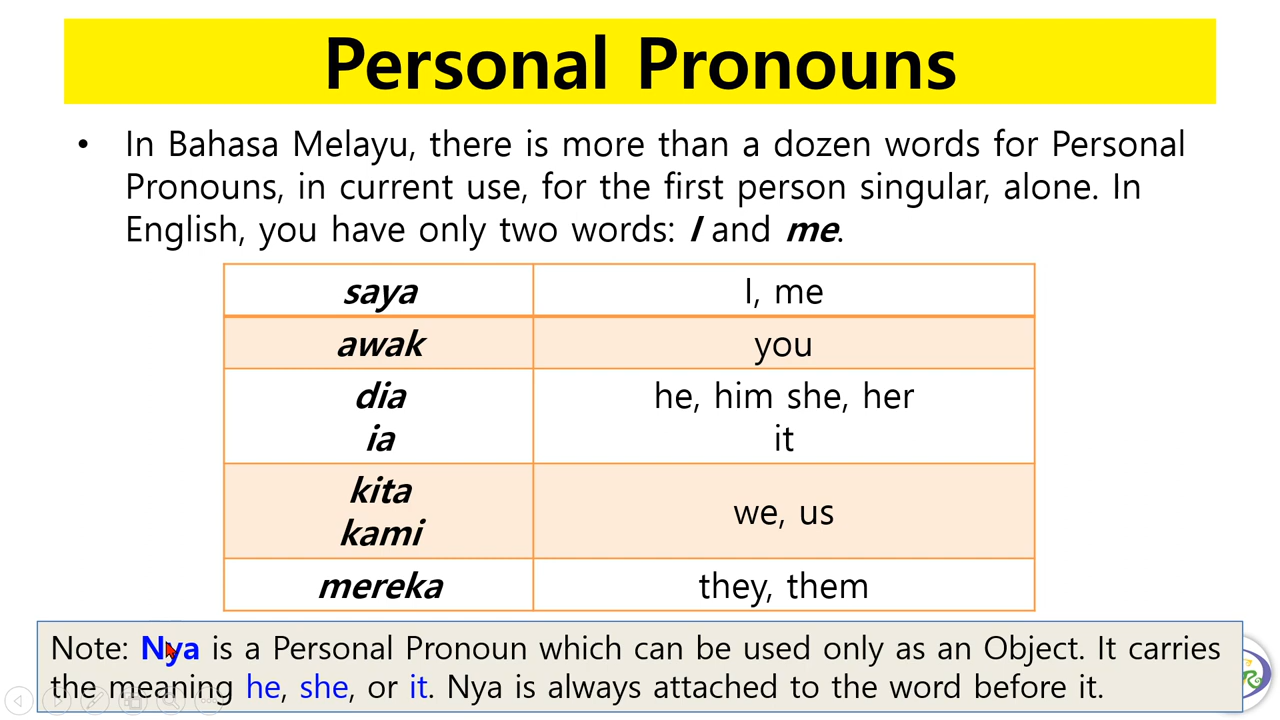 Personal Pronouns
• In Bahasa Melayu, there is more than a dozen words for Personal
Pronouns, in current use, for the first person singular, alone. In
English, you have only two words: I and me.
saya I, me
awak you
dia he, him she, her
ia it
kita
kami
we, us
mereka they, them
Note: Nya is a Personal Pronoun which can be used only as an Object. It carries
the meaning he, she, or it. Nya is always attached to the word before it.